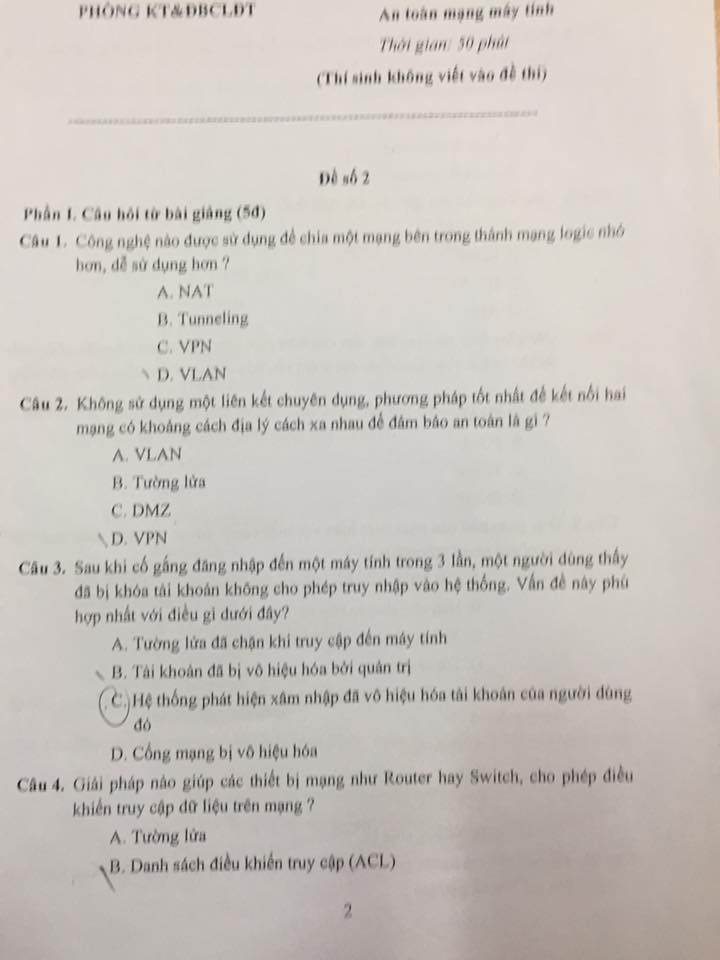 PHÒNG KT&ĐBCLĐT
An toàn mạng máy tính
Thời gian: 50 phút
(Thí sinh không viết vào đề thi)
Đề số 2
Phần 1. Câu hỏi từ bài giảng (5đ)
Câu 1. Công nghệ nào được sử dụng để chia một mạng bên trong thành mạng logic nhỏ
hơn, dễ sử dụng hơn ?
A. NAT
B. Tunneling
C. VPN
D. VLAN
Câu 2. Không sử dụng một liên kết chuyên dụng, phương pháp tốt nhất để kết nối hai
mạng có khoảng cách địa lý cách xa nhau để đảm bảo an toàn là gì ?
A. VLAN
B. Tường lửa
C. DMZ
D. VPN
Câu 3. Sau khi cố gắng đăng nhập đến một máy tính trong 3 lần, một người dùng thấy
đã bị khóa tài khoản không cho phép truy nhập vào hệ thống. Vấn đề này phù
hợp nhất với điều gì dưới đây?
A. Tường lửa đã chặn khi truy cập đến máy tính
B. Tài khoản đã bị vô hiệu hóa bởi quản trị
C. Hệ thống phát hiện xâm nhập đã vô hiệu hóa tài khoản của người dùng
đó
D. Cổng mạng bị vô hiệu hóa
Câu 4. Giải pháp nào giúp các thiết bị mạng như Router hay Switch, cho phép điều
khiển truy cập dữ liệu trên mạng ?
A. Tường lửa
B. Danh sách điều khiển truy cập (ACL)
2